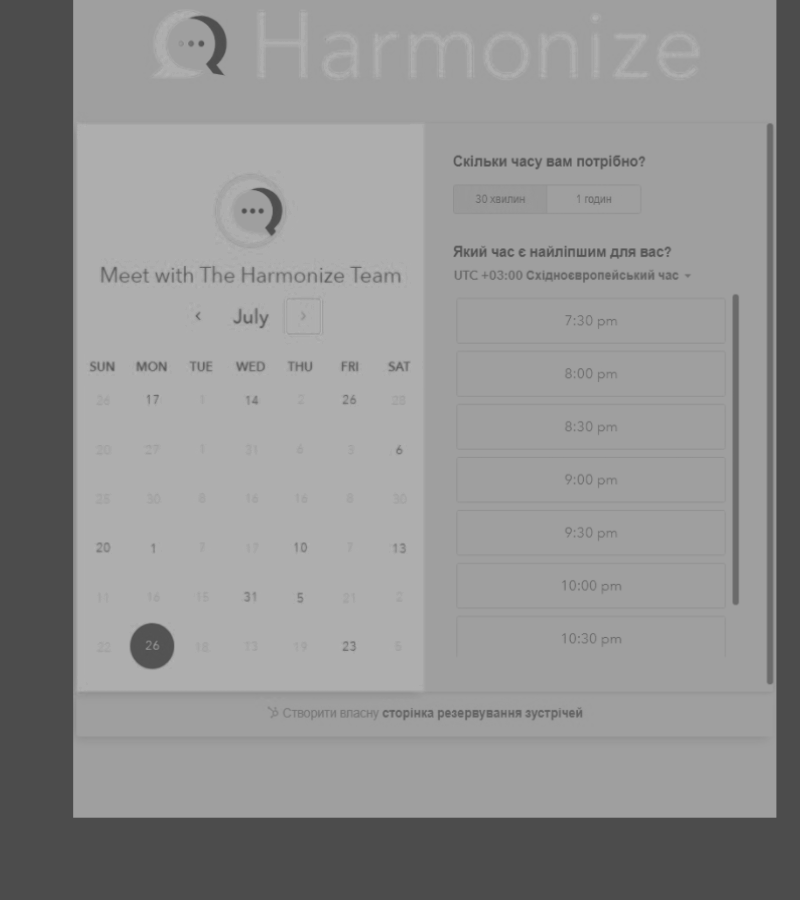 Harmonize
Meet with The Harmonize Team
July
SUN MON TUE WED THU FRI SAT
26 17 1 14 2 26 23
20 27 1 31 6 3 6
25 30 8 16 16 8 30
20 1 7 17 10 7 13
11 16 15 31 5 21 2
22 26 18 13 19 23 5
Скільки часу вам потрібно?
30 хвилин 1 годин
Який час є найліпшим для вас?
UTC +03:00 Східноєвропейський час
7:30 pm
8:00 pm
8:30 pm
9:00 pm
9:30 pm
10:00 pm
10:30 pm
Створити власну сторінка резервування зустрічей